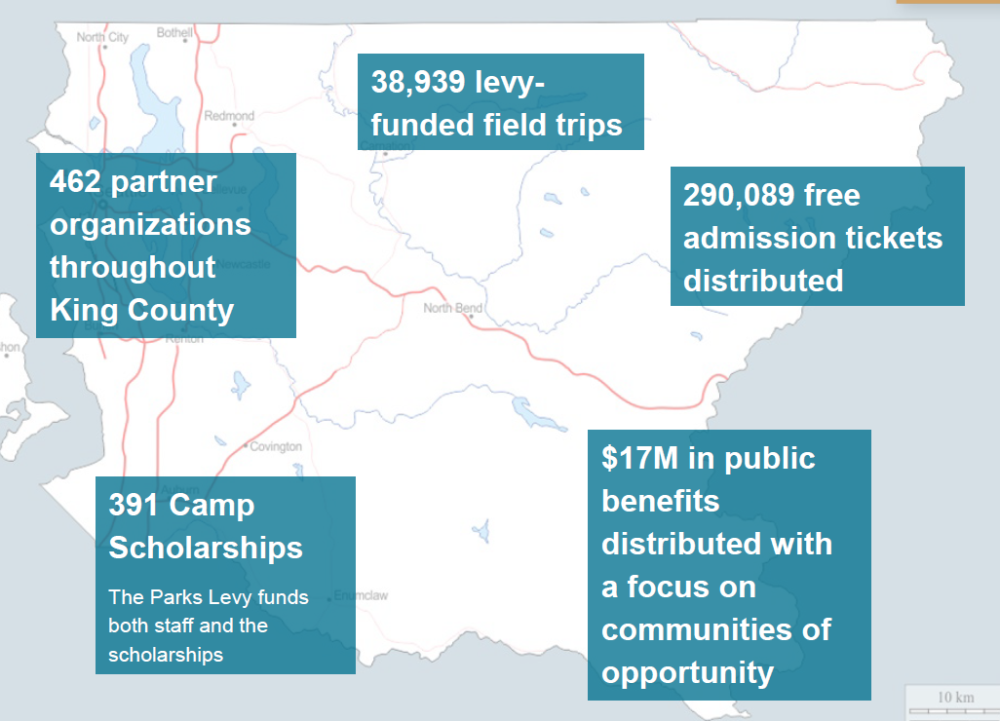 North City
Bothell
38,939 levy-
funded field trips
Redmond
Carnation
462 partner
organizations
throughout
King County
290,089 free
admission tickets
distributed
Newcastle
North Bend
Renton
Covington
$17M in public
benefits
distributed with
a focus on
communities of
opportunity
Auburn
391 Camp
Scholarships
The Parks Levy funds
both staff and the
scholarships
Enumclaw
10 km